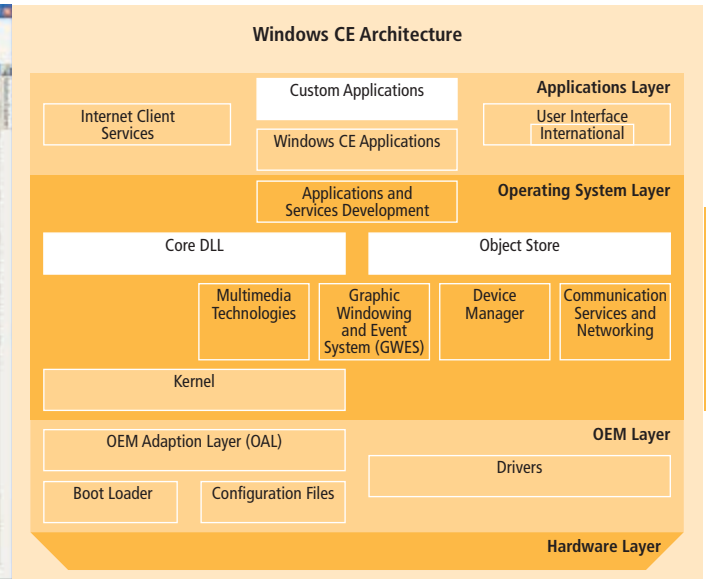 Windows CE Architecture
Applications Layer
Custom Applications
Internet Client
Services
User Interface
International
Windows CE Applications
Operating System Layer
Applications and
Services Development
Core DLL
Object Store
Multimedia
Technologies
Graphic
Windowing
and Event
System (GWES)
Device
Manager
Communication
Services and
Networking
Kernel
OEM Layer
OEM Adaption Layer (OAL)
Drivers
Boot Loader
Configuration Files
Hardware Layer